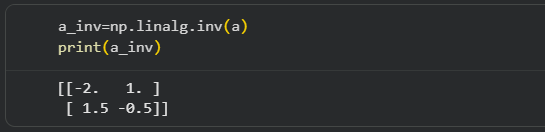 a_inv=np.linalg.inv(a)
print(a_inv)
[[-2.   1. ]
 [ 1.5 -0.5]]